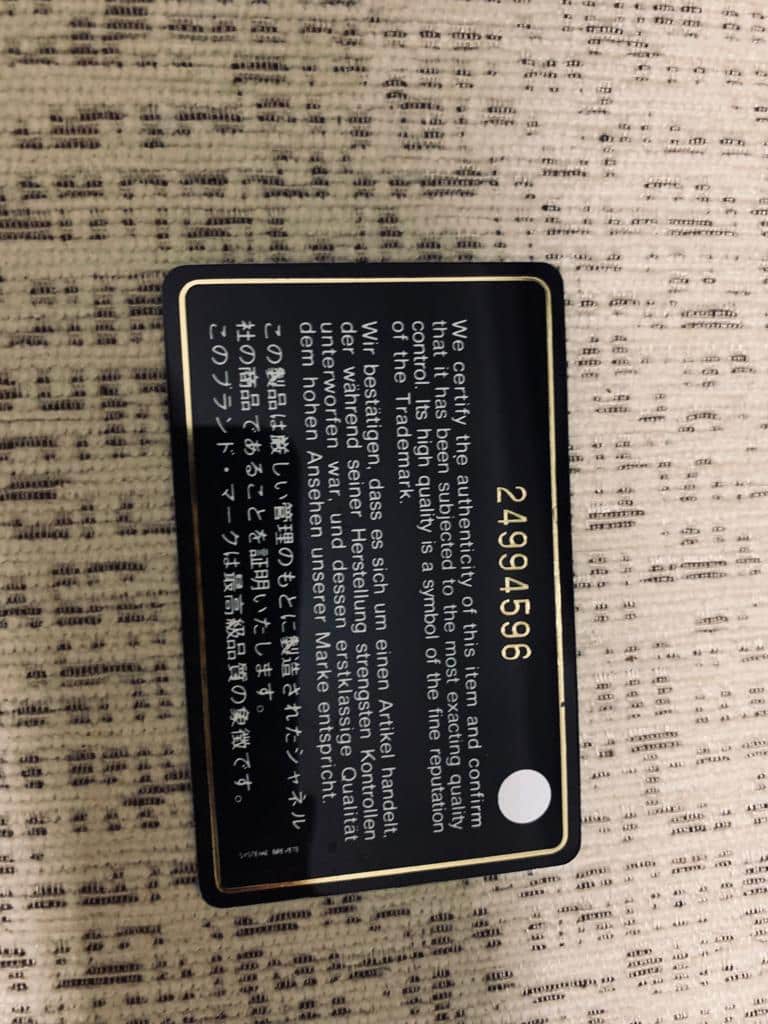 24994596
We certify the authenticity of this item and confirm
that it has been subjected to the most exacting quality
control. Its high quality is a symbol of the fine reputation
of the Trademark.
Wir bestätigen, dass es sich um einen Artikel handelt,
der während seiner Herstellung strengsten Kontrollen
unterworfen war, und dessen erstklassige Qualität
dem hohen Ansehen unserer Marke entspricht.
この製品は厳しい管理のもとに製造されたシャネル
社の商品であることを証明いたします。
このブランド・マークは最高級品質の象徴です。
SYSTEME BREVETE